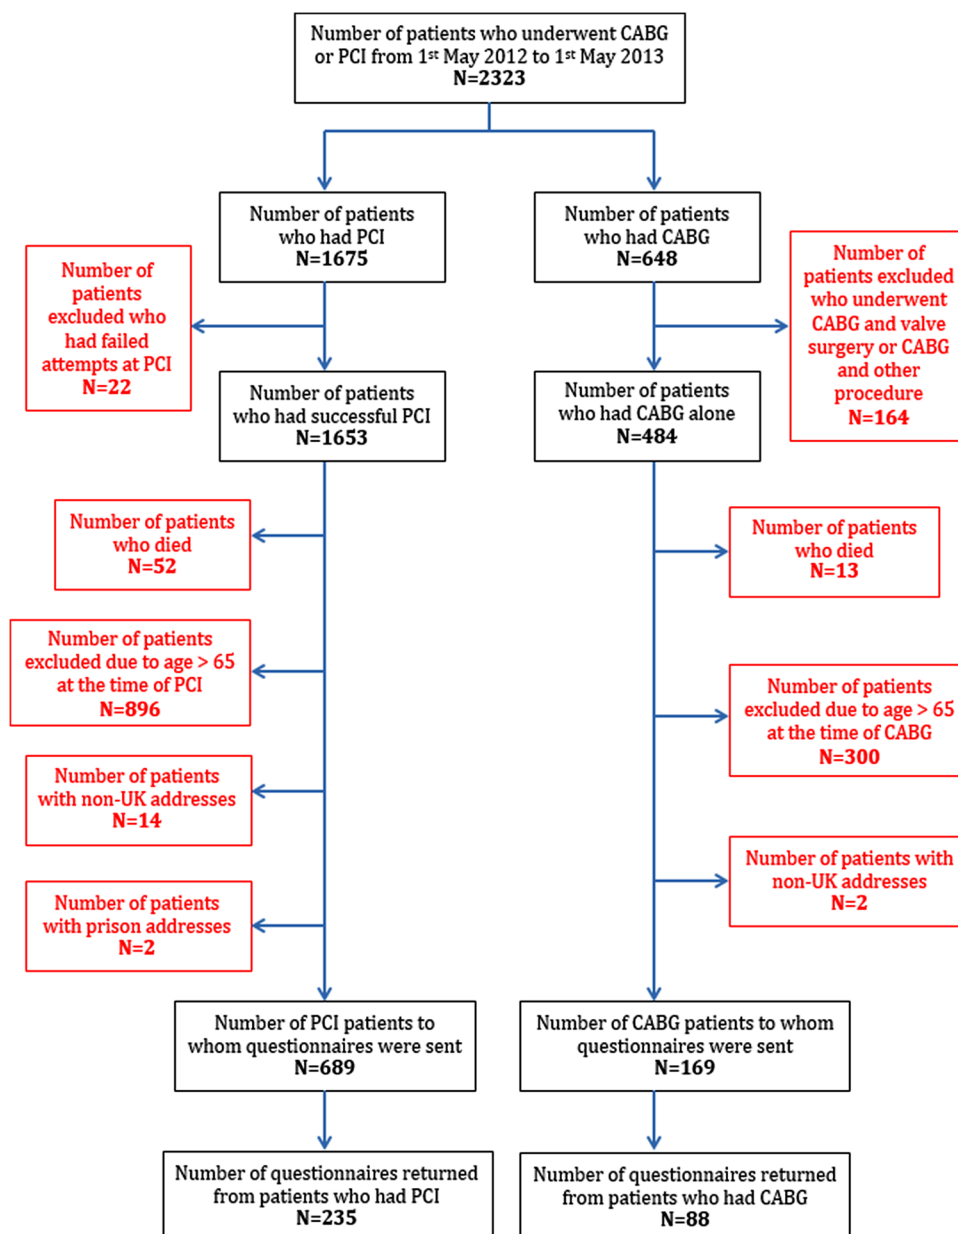 Number of patients who underwent CABG
or PCI from 1st May 2012 to 1st May 2013
N=2323
Number of patients
who had PCI
N=1675
Number of patients
who had CABG
N=648
Number of
patients
excluded who
had failed
attempts at PCI
N=22
Number of
patients excluded
who underwent
CABG and valve
surgery or CABG
and other
procedure
N=164
Number of patients
who had successful PCI
N=1653
Number of patients
who had CABG alone
N=484
Number of patients
who died
N=52
Number of patients
who died
N=13
Number of patients
excluded due to age > 65
at the time of PCI
N=896
Number of patients
excluded due to age > 65
at the time of CABG
N=300
Number of patients
with non-UK addresses
N=14
Number of patients with
non-UK addresses
N=2
Number of patients
with prison addresses
N=2
Number of PCI patients to
whom questionnaires were sent
N=689
Number of CABG patients to whom
questionnaires were sent
N=169
Number of questionnaires returned
from patients who had PCI
N=235
Number of questionnaires returned
from patients who had CABG
N=88